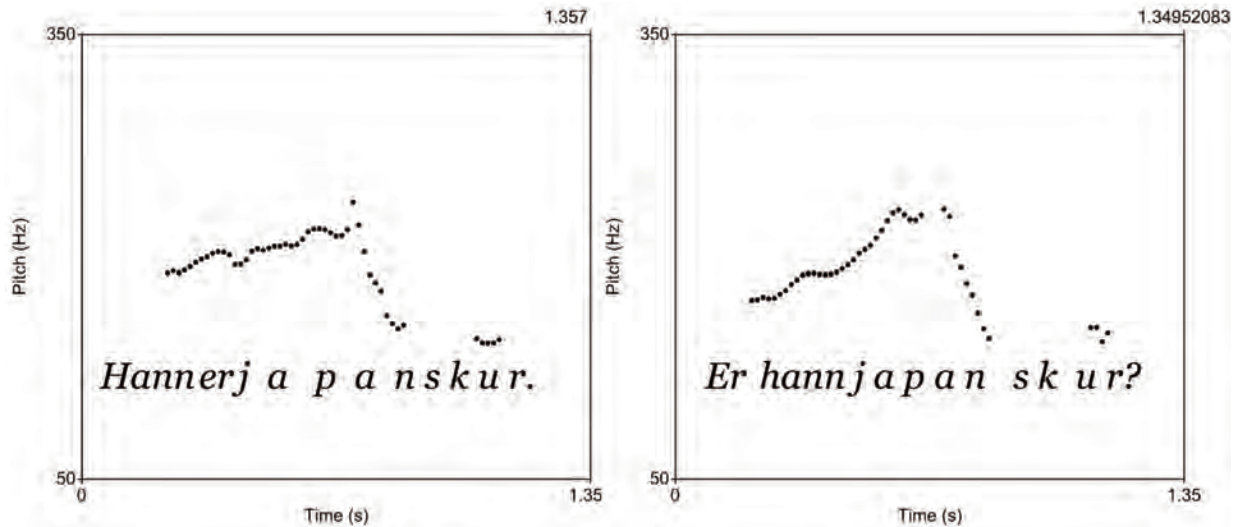 1.357
350
Pitch (Hz)
Hannerj a p a n s k u r.
50
0
1.35
Time (s)
1.34952083
350
Pitch (Hz)
Er hann j a p a n s k u r?
50
0
1.35
Time (s)